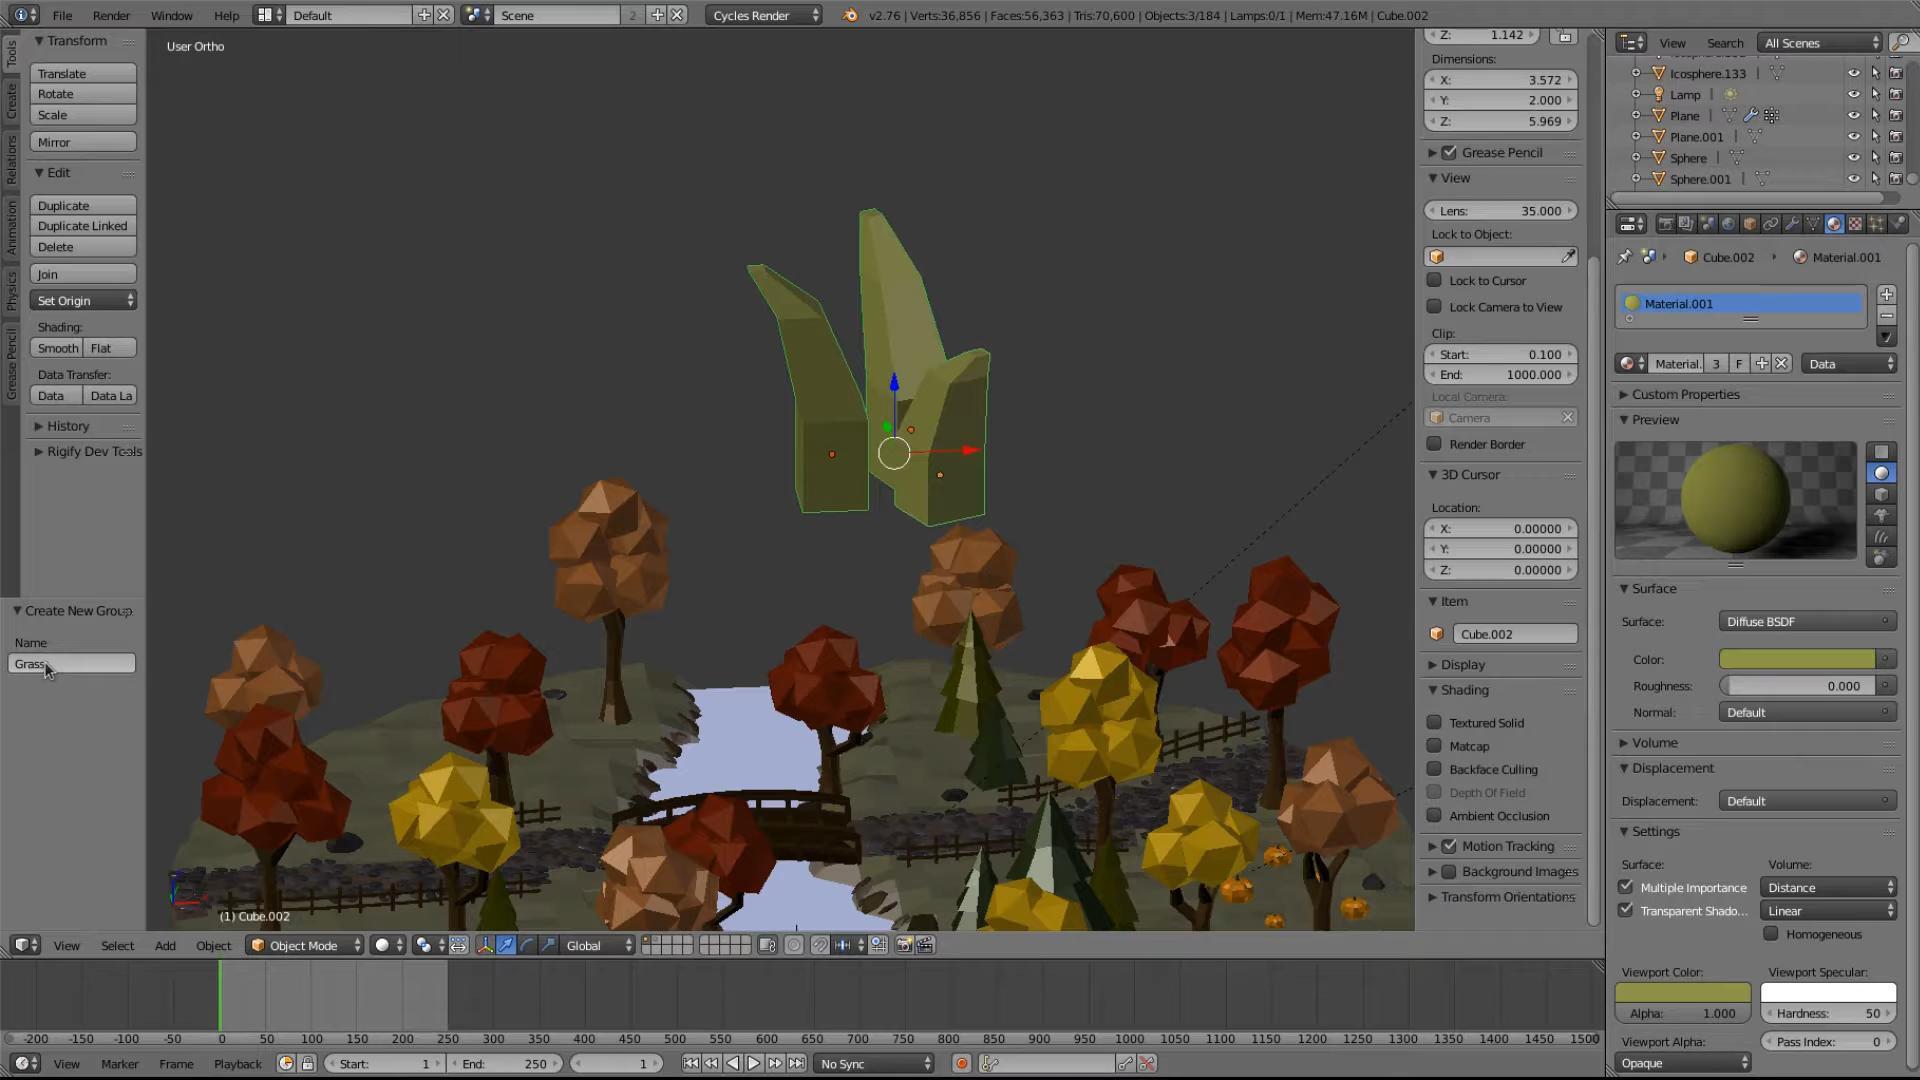 File Render Window Help Default Scene 2 Cycles Render v2.76 | Verts:36,856 | Faces:56,363 | Tris:70,600 | Objects:3/184 | Lamps:0/1 | Mem:47.16M | Cube.002
User Ortho
Tools
Create
Relations
Animation
Physics
Grease Pencil
Transform
Translate
Rotate
Scale
Mirror
Edit
Duplicate
Duplicate Linked
Delete
Join
Set Origin
Shading:
Smooth Flat
Data Transfer:
Data Data La
History
Rigify Dev Tools
Create New Group
Name
Grass
(1) Cube.002
Z: 1.142
Dimensions:
X: 3.572
Y: 2.000
Z: 5.969
Grease Pencil
View
Lens: 35.000
Lock to Object:
Lock to Cursor
Lock Camera to View
Clip:
Start: 0.100
End: 1000.000
Local Camera:
Camera
Render Border
3D Cursor
Location:
X: 0.00000
Y: 0.00000
Z: 0.00000
Item
Cube.002
Display
Shading
Textured Solid
Matcap
Backface Culling
Depth Of Field
Ambient Occlusion
Motion Tracking
Background Images
Transform Orientations
View Search All Scenes
Icosphere.133
Lamp
Plane
Plane.001
Sphere
Sphere.001
Cube.002 Material.001
Material.001
Material. 3 F Data
Custom Properties
Preview
Surface
Surface: Diffuse BSDF
Color:
Roughness: 0.000
Normal: Default
Volume
Displacement
Displacement: Default
Settings
Surface: Volume:
Multiple Importance Distance
Transparent Shado... Linear
Homogeneous
Viewport Color: Viewport Specular:
Alpha: 1.000 Hardness: 50
Viewport Alpha: Pass Index: 0
Opaque
View Select Add Object Object Mode Global
-200 -150 -100 -50 0 50 100 150 200 250 300 350 400 450 500 550 600 650 700 750 800 850 900 950 1000 1050 1100 1150 1200 1250 1300 1350 1400 1450 1500
View Marker Frame Playback Start: 1 End: 250 1 No Sync